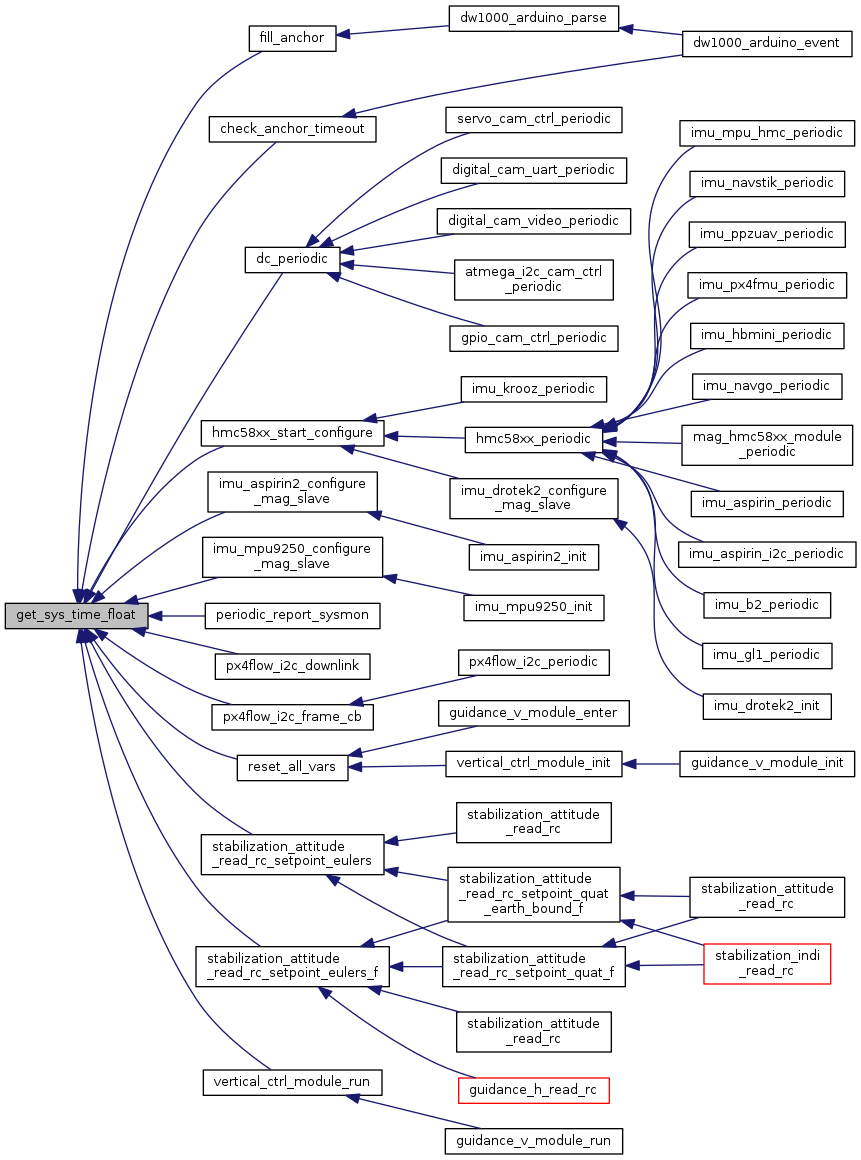 dw1000_arduino_parse
fill_anchor
dw1000_arduino_event
servo_cam_ctrl_periodic
check_anchor_timeout
imu_mpu_hmc_periodic
digital_cam_uart_periodic
imu_navstik_periodic
digital_cam_video_periodic
imu_ppzuav_periodic
dc_periodic
atmega_i2c_cam_ctrl
_periodic
imu_px4fmu_periodic
gpio_cam_ctrl_periodic
imu_hbmini_periodic
imu_krooz_periodic
imu_navgo_periodic
hmc58xx_start_configure
hmc58xx_periodic
mag_hmc58xx_module
_periodic
imu_aspirin2_configure
_mag_slave
imu_drotek2_configure
_mag_slave
imu_aspirin_periodic
imu_mpu9250_configure
_mag_slave
imu_aspirin2_init
imu_aspirin_i2c_periodic
get_sys_time_float
periodic_report_sysmon
imu_mpu9250_init
imu_b2_periodic
px4flow_i2c_downlink
px4flow_i2c_periodic
imu_gl1_periodic
px4flow_i2c_frame_cb
guidance_v_module_enter
imu_drotek2_init
reset_all_vars
vertical_ctrl_module_init
guidance_v_module_init
stabilization_attitude
_read_rc_setpoint_eulers
stabilization_attitude
_read_rc
stabilization_attitude
_read_rc_setpoint_quat
_earth_bound_f
stabilization_attitude
_read_rc
stabilization_attitude
_read_rc_setpoint_eulers_f
stabilization_attitude
_read_rc_setpoint_quat_f
stabilization_indi
_read_rc
stabilization_attitude
_read_rc
vertical_ctrl_module_run
guidance_h_read_rc
guidance_v_module_run